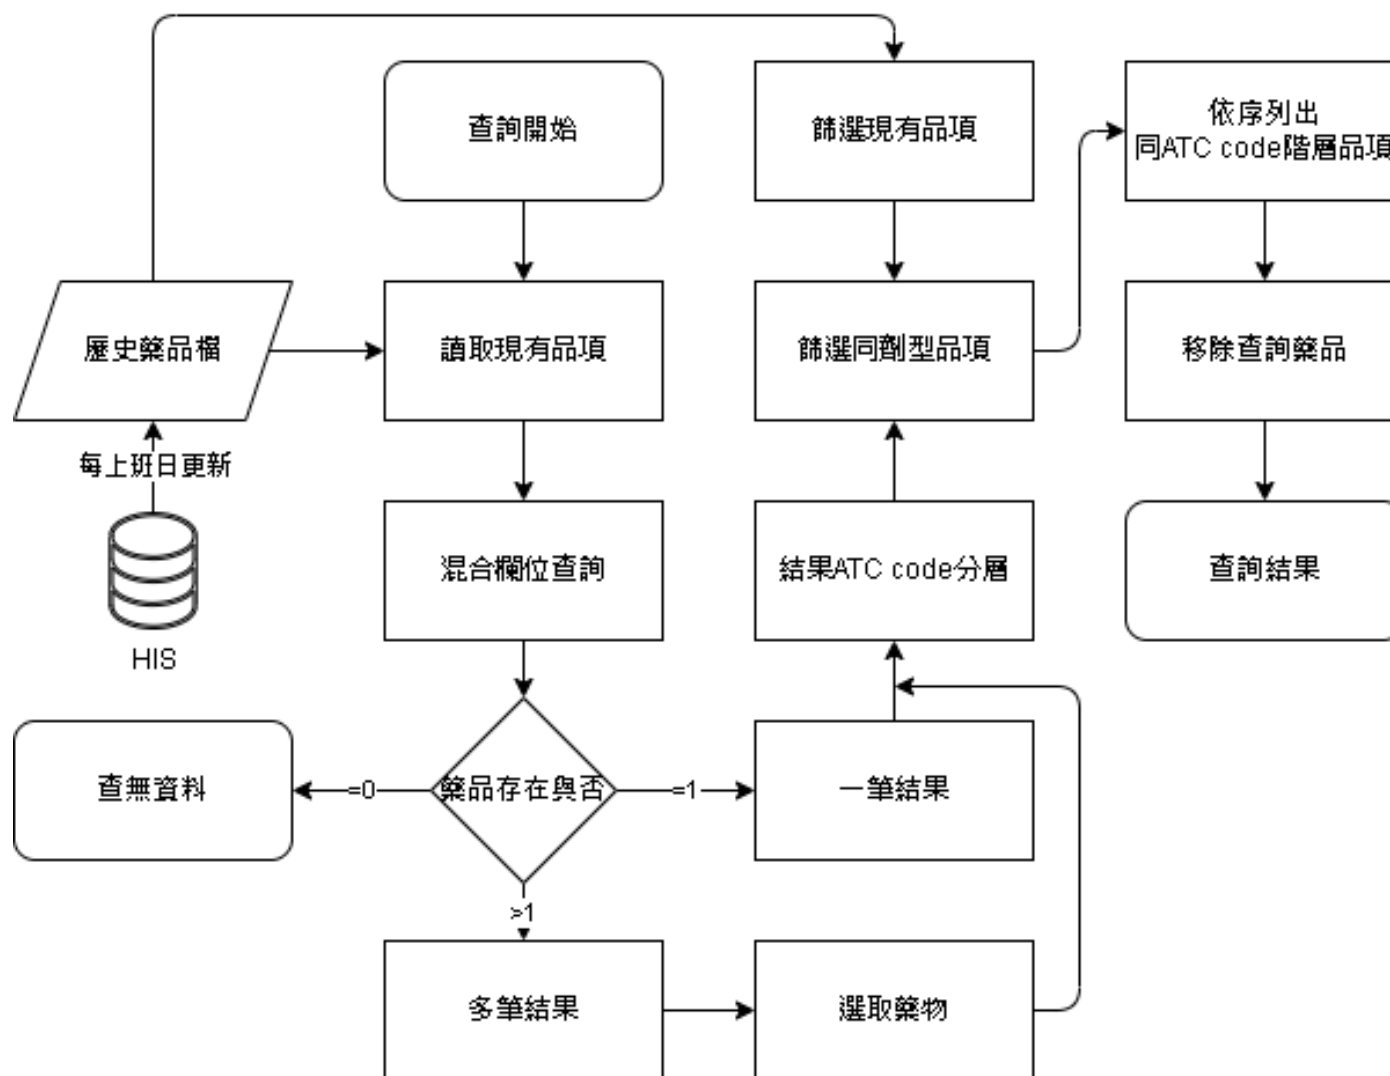 查詢開始
篩選現有品項
依序列出
同ATC code階層品項
歷史藥品檔
讀取現有品項
篩選同劑型品項
移除查詢藥品
每上班日更新
HIS
混合欄位查詢
結果ATC code分層
查詢結果
查無資料
=0
藥品存在與否
=1
一筆結果
>1
多筆結果
選取藥物